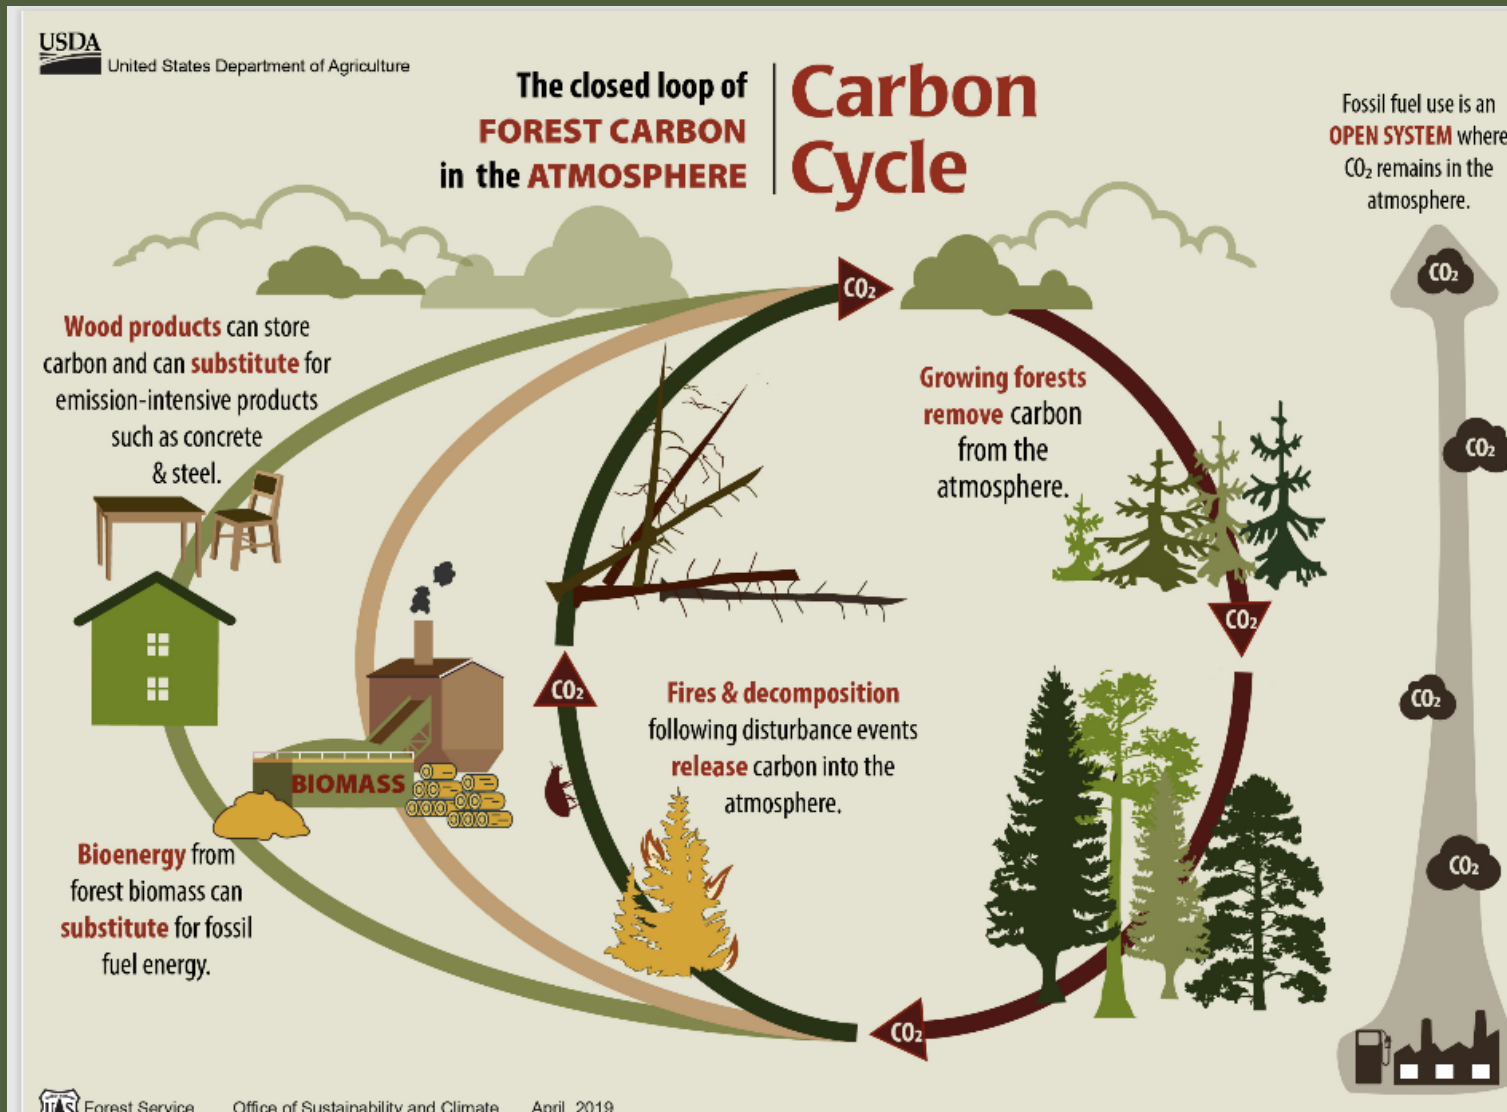 USDA
United States Department of Agriculture
The closed loop of
FOREST CARBON
in the ATMOSPHERE
Carbon
Cycle
Fossil fuel use is an
OPEN SYSTEM where
CO₂ remains in the
atmosphere.
CO₂
CO₂
Wood products can store
carbon and can substitute for
emission-intensive products
such as concrete
& steel.
Growing forests
remove carbon
from the
atmosphere.
CO₂
CO₂
CO₂
Fires & decomposition
following disturbance events
release carbon into the
atmosphere.
CO₂
BIOMASS
Bioenergy from
forest biomass can
substitute for fossil
fuel energy.
CO₂
CO₂
UAS
Forest Service
Office of Sustainability and Climate
April, 2019